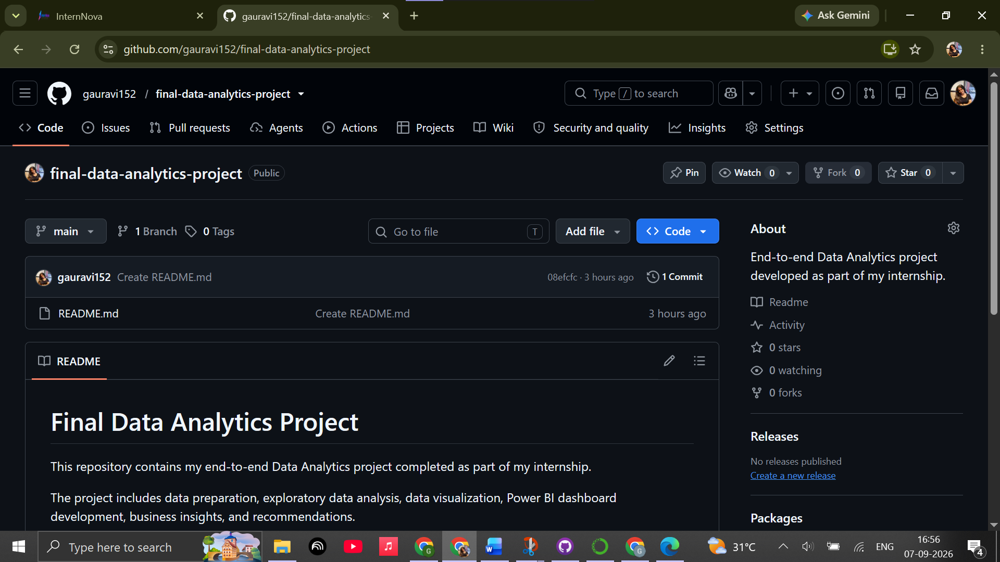 InternNova
gauravi152/final-data-analytics-
Ask Gemini
github.com/gauravi152/final-data-analytics-project
gauravi152 / final-data-analytics-project
Type / to search
Code
Issues
Pull requests
Agents
Actions
Projects
Wiki
Security and quality
Insights
Settings
final-data-analytics-project Public
Pin
Watch 0
Fork 0
Star 0
main
1 Branch
0 Tags
Go to file T
Add file
Code
gauravi152 Create README.md
08efcfc · 3 hours ago
1 Commit
README.md
Create README.md
3 hours ago
README
Final Data Analytics Project
This repository contains my end-to-end Data Analytics project completed as part of my internship.
The project includes data preparation, exploratory data analysis, data visualization, Power BI dashboard
development, business insights, and recommendations.
About
End-to-end Data Analytics project
developed as part of my internship.
Readme
Activity
0 stars
0 watching
0 forks
Releases
No releases published
Create a new release
Packages
Type here to search
G
W
G
31°C
ENG
16:56
07-09-2026
4